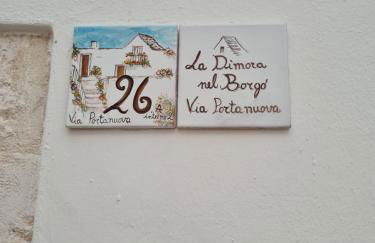 26 A
Via Portanuova
interno 2
La Dimora
nel Borgo
Via Portanuova